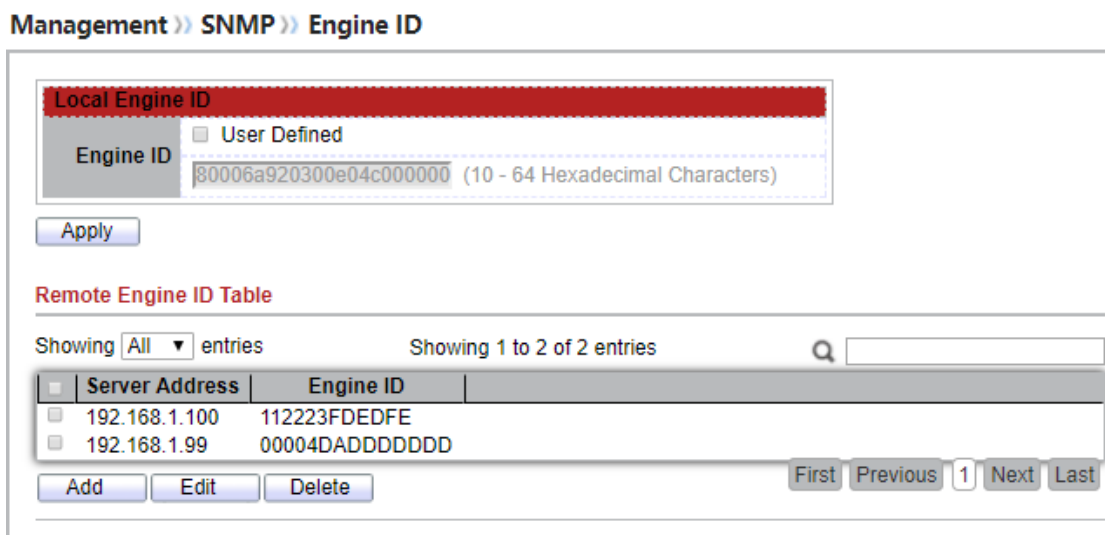 Management » SNMP » Engine ID
Local Engine ID
Engine ID
User Defined
80006a920300e04c000000 (10 - 64 Hexadecimal Characters)
Apply
Remote Engine ID Table
Showing All ▼ entries Showing 1 to 2 of 2 entries
Server Address Engine ID
192.168.1.100 112223FDEDFE
192.168.1.99 00004DADDDDDDD
Add Edit Delete First Previous 1 Next Last